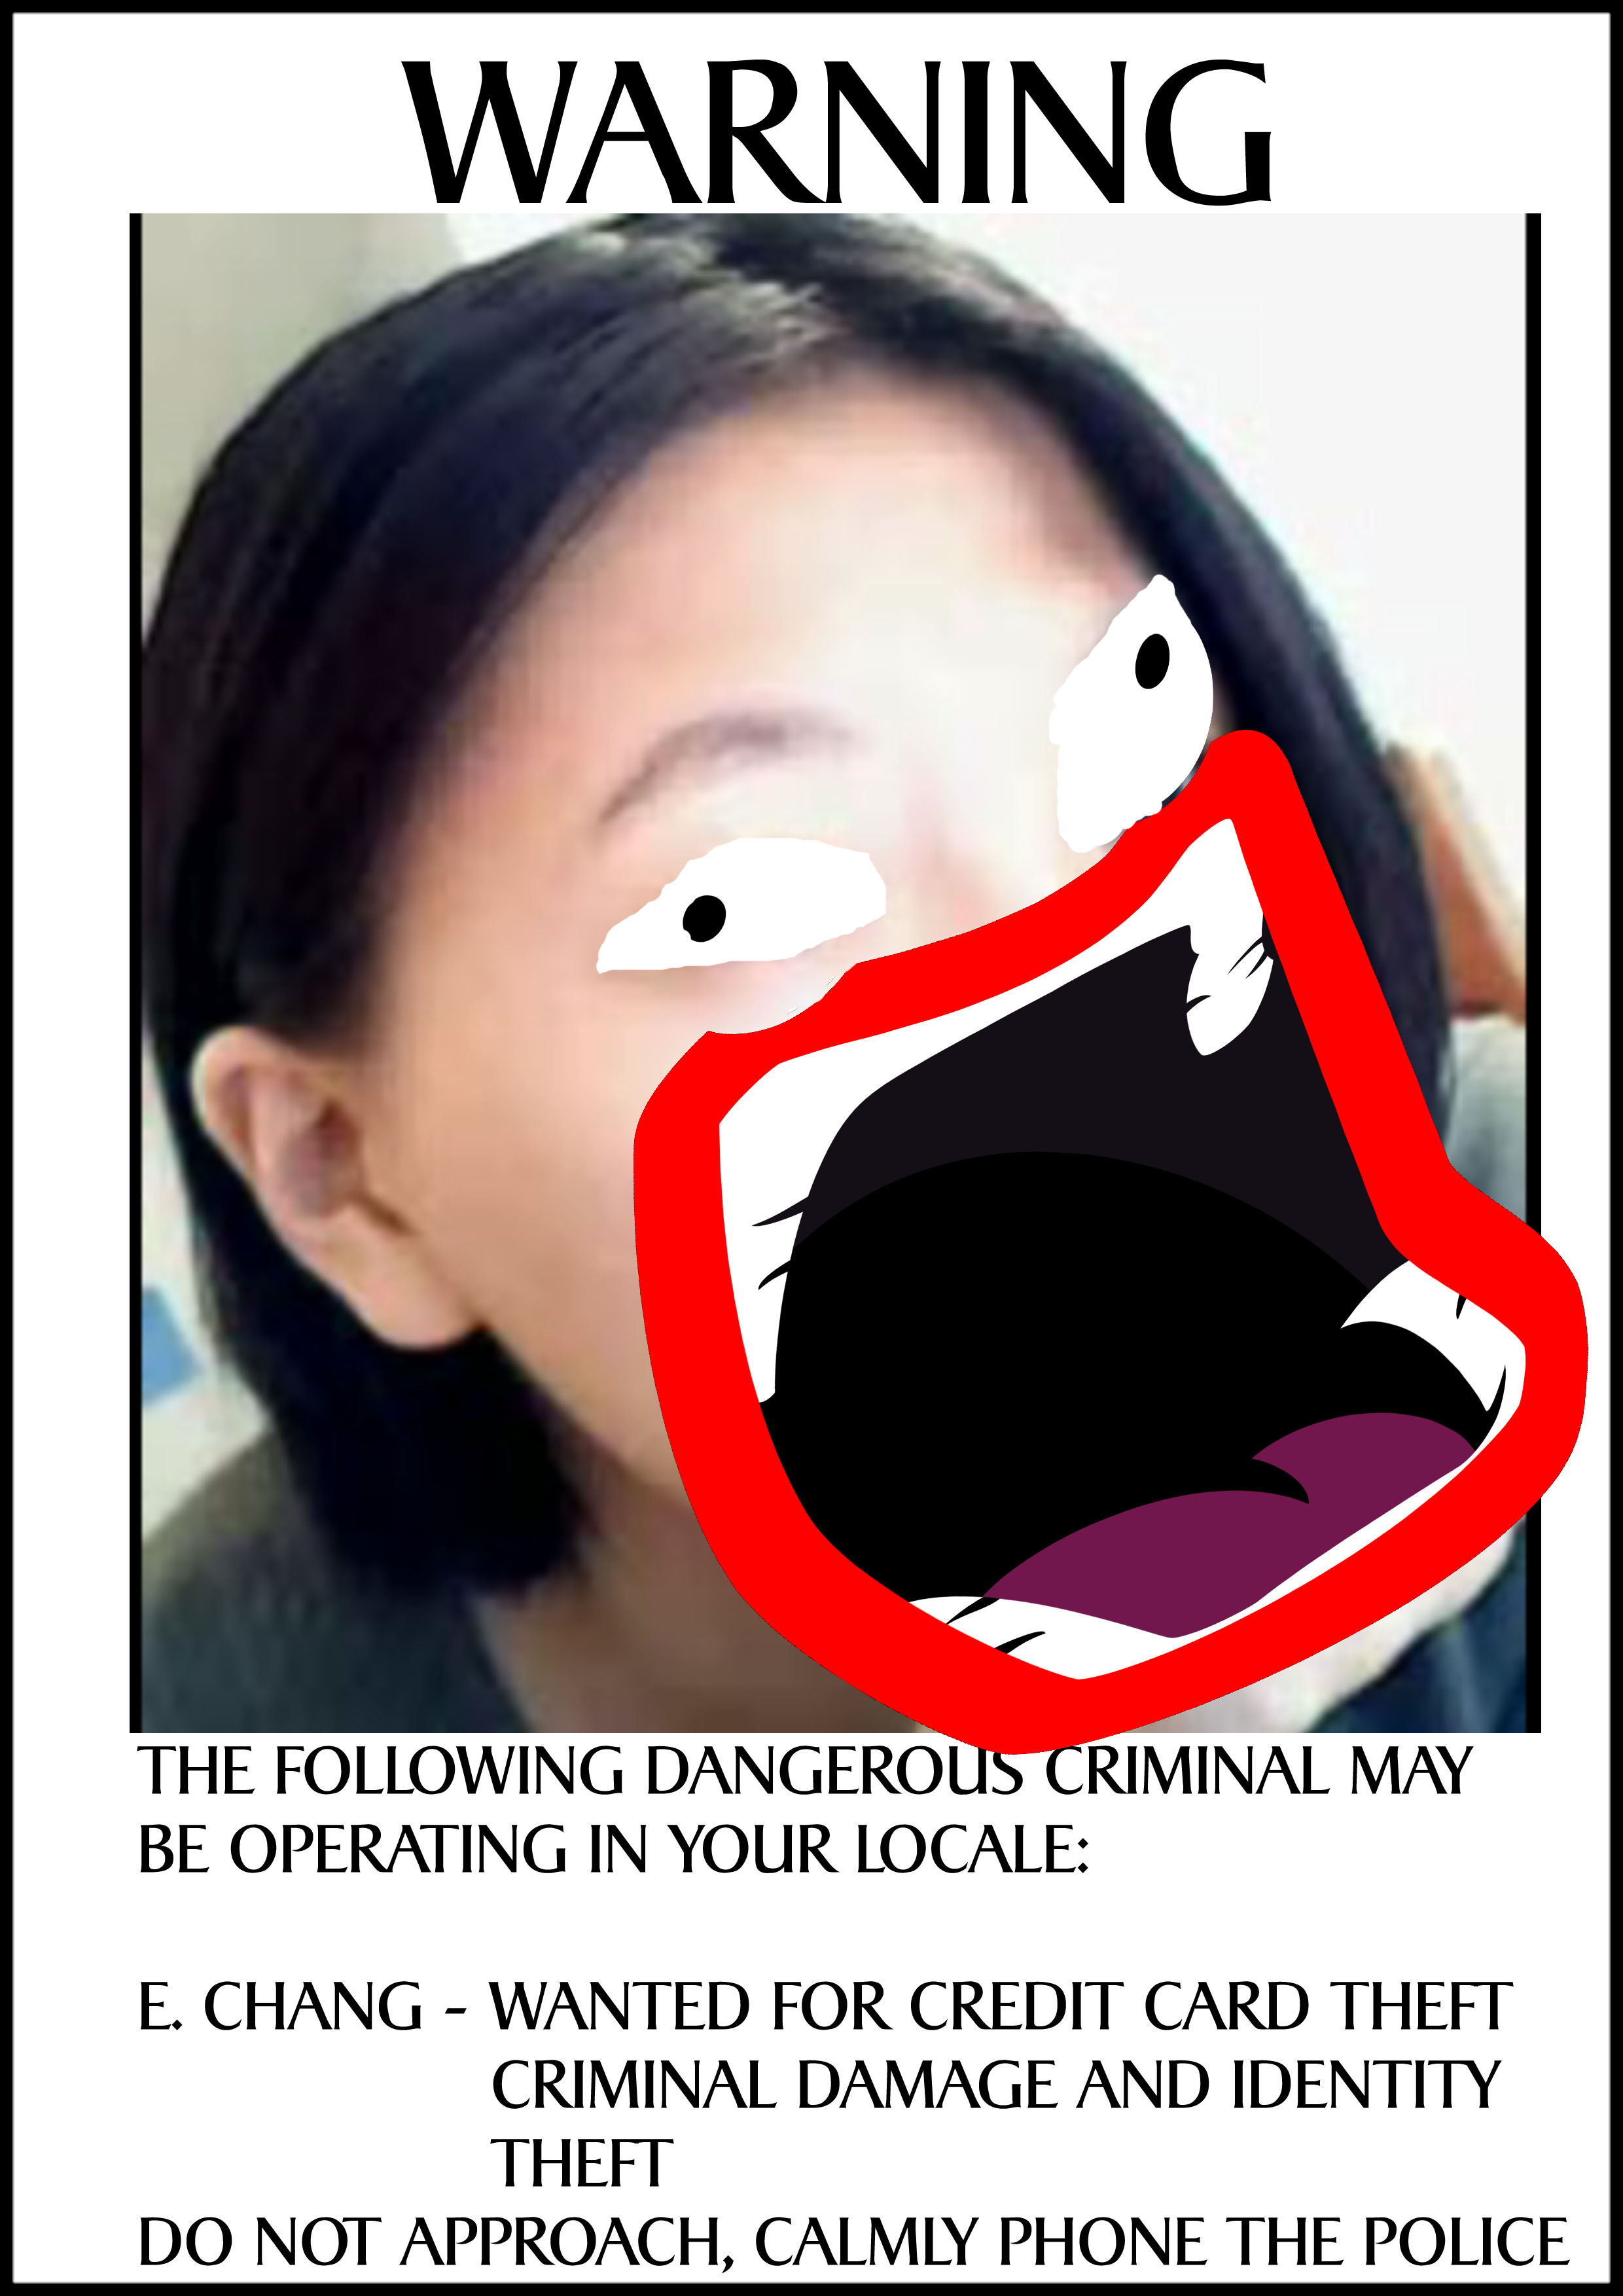 WARNING
THE FOLLOWING DANGEROUS CRIMINAL MAY
BE OPERATING IN YOUR LOCALE:
E. CHANG - WANTED FOR CREDIT CARD THEFT
CRIMINAL DAMAGE AND IDENTITY
THEFT
DO NOT APPROACH, CALMLY PHONE THE POLICE